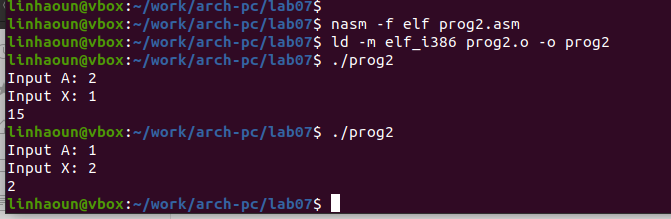 linhaoun@vbox:~/work/arch-pc/lab07$
linhaoun@vbox:~/work/arch-pc/lab07$ nasm -f elf prog2.asm
linhaoun@vbox:~/work/arch-pc/lab07$ ld -m elf_i386 prog2.o -o prog2
linhaoun@vbox:~/work/arch-pc/lab07$ ./prog2
Input A: 2
Input X: 1
15
linhaoun@vbox:~/work/arch-pc/lab07$ ./prog2
Input A: 1
Input X: 2
2
linhaoun@vbox:~/work/arch-pc/lab07$